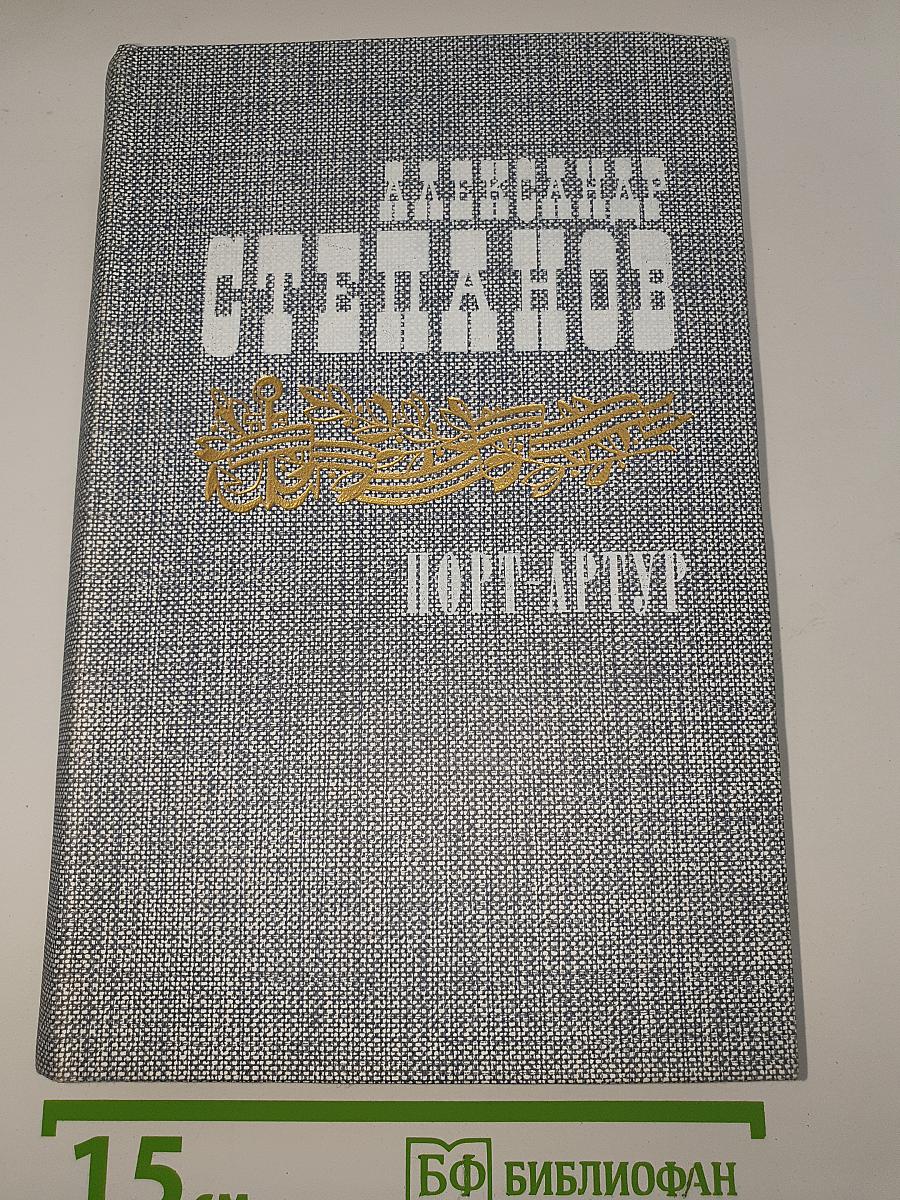 АЛЕКСАНДР
СТЕПАНОВ
ПОРТ-АРТУР
15 см
БФ БИБЛИОФАН